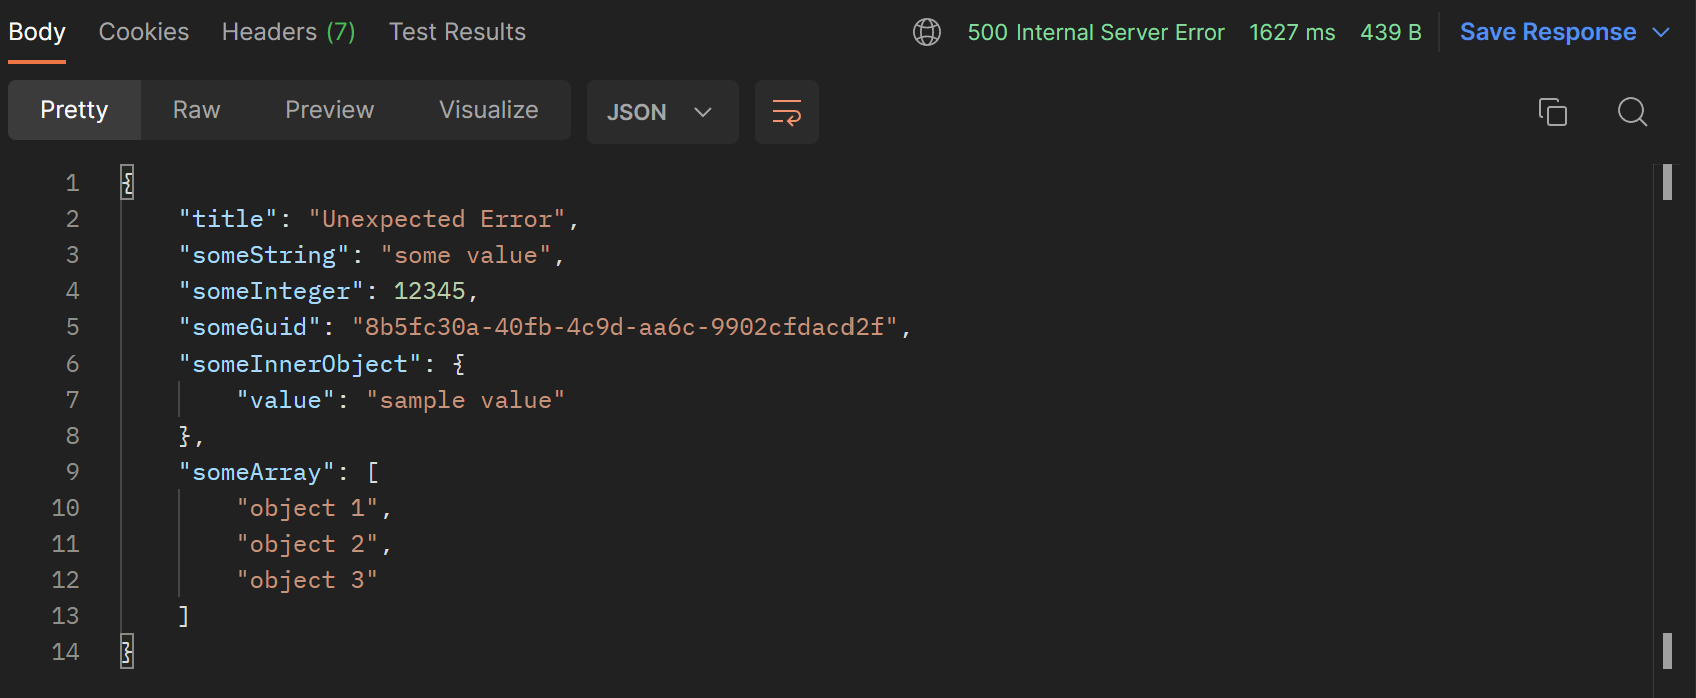 Body Cookies Headers (7) Test Results 500 Internal Server Error 1627 ms 439 B Save Response
Pretty Raw Preview Visualize JSON
1 {
2 "title": "Unexpected Error",
3 "someString": "some value",
4 "someInteger": 12345,
5 "someGuid": "8b5fc30a-40fb-4c9d-aa6c-9902cfdacd2f",
6 "someInnerObject": {
7 "value": "sample value"
8 },
9 "someArray": [
10 "object 1",
11 "object 2",
12 "object 3"
13 ]
14 }